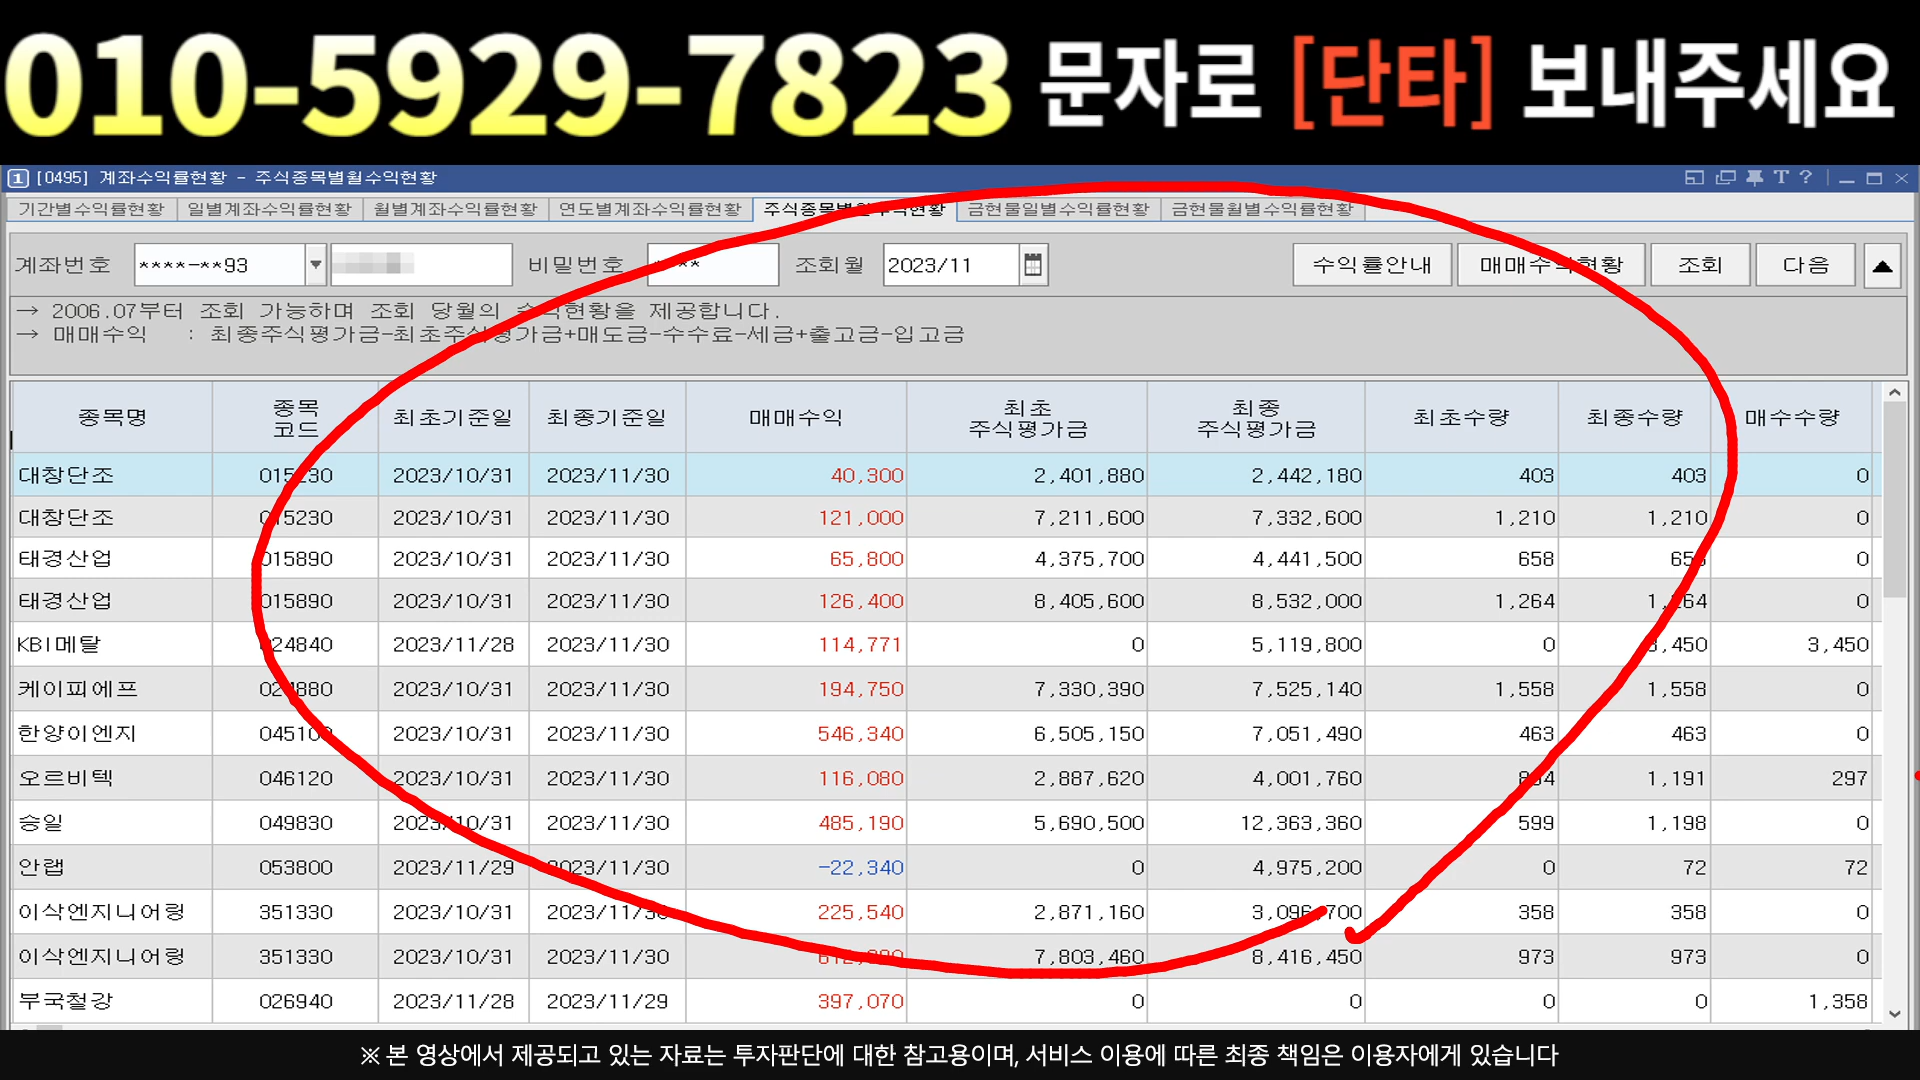 010-5929-7823 문자로 [단타] 보내주세요
1 [0495] 계좌수익률현황 - 주식종목별월수익현황
기간별수익률현황 일별계좌수익률현황 월별계좌수익률현황 연도별계좌수익률현황 주식종목별월수익현황 금현물일별수익률현황 금현물월별수익률현황
계좌번호 ****-**93 비밀번호 조회월 2023/11 수익률안내 매매수익현황 조회 다음
→ 2006.07부터 조회 가능하며 조회 당월의 수익현황을 제공합니다.
→ 매매수익 : 최종주식평가금-최초주식평가금+매도금-수수료-세금+출고금-입고금
종목명 종목코드 최초기준일 최종기준일 매매수익 최초주식평가금 최종주식평가금 최초수량 최종수량 매수수량
대창단조 015230 2023/10/31 2023/11/30 40,300 2,401,880 2,442,180 403 403 0
대창단조 015230 2023/10/31 2023/11/30 121,000 7,211,600 7,332,600 1,210 1,210 0
태경산업 015890 2023/10/31 2023/11/30 65,800 4,375,700 4,441,500 658 658 0
태경산업 015890 2023/10/31 2023/11/30 126,400 8,405,600 8,532,000 1,264 1,264 0
KBI메탈 024840 2023/11/28 2023/11/30 114,771 0 5,119,800 0 3,450 3,450
케이피에프 024880 2023/10/31 2023/11/30 194,750 7,330,390 7,525,140 1,558 1,558 0
한양이엔지 045100 2023/10/31 2023/11/30 546,340 6,505,150 7,051,490 463 463 0
오르비텍 046120 2023/10/31 2023/11/30 116,080 2,887,620 4,001,760 894 1,191 297
승일 049830 2023/10/31 2023/11/30 485,190 5,690,500 12,363,360 599 1,198 0
안랩 053800 2023/11/29 2023/11/30 -22,340 0 4,975,200 0 72 72
이삭엔지니어링 351330 2023/10/31 2023/11/30 225,540 2,871,160 3,096,700 358 358 0
이삭엔지니어링 351330 2023/10/31 2023/11/30 7,803,460 8,416,450 973 973 0
부국철강 026940 2023/11/28 2023/11/29 397,070 0 0 0 0 1,358
※ 본 영상에서 제공되고 있는 자료는 투자판단에 대한 참고용이며, 서비스 이용에 따른 최종 책임은 이용자에게 있습니다